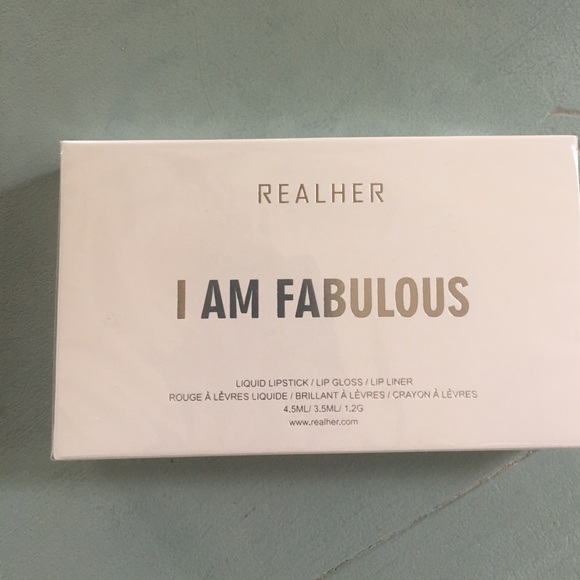 REALHER
I AM FABULOUS
LIQUID LIPSTICK / LIP GLOSS / LIP LINER
ROUGE À LÈVRES LIQUIDE / BRILLANT À LÈVRES / CRAYON À LÈVRES
4.5ML/ 3.5ML/ 1.2G
www.realher.com